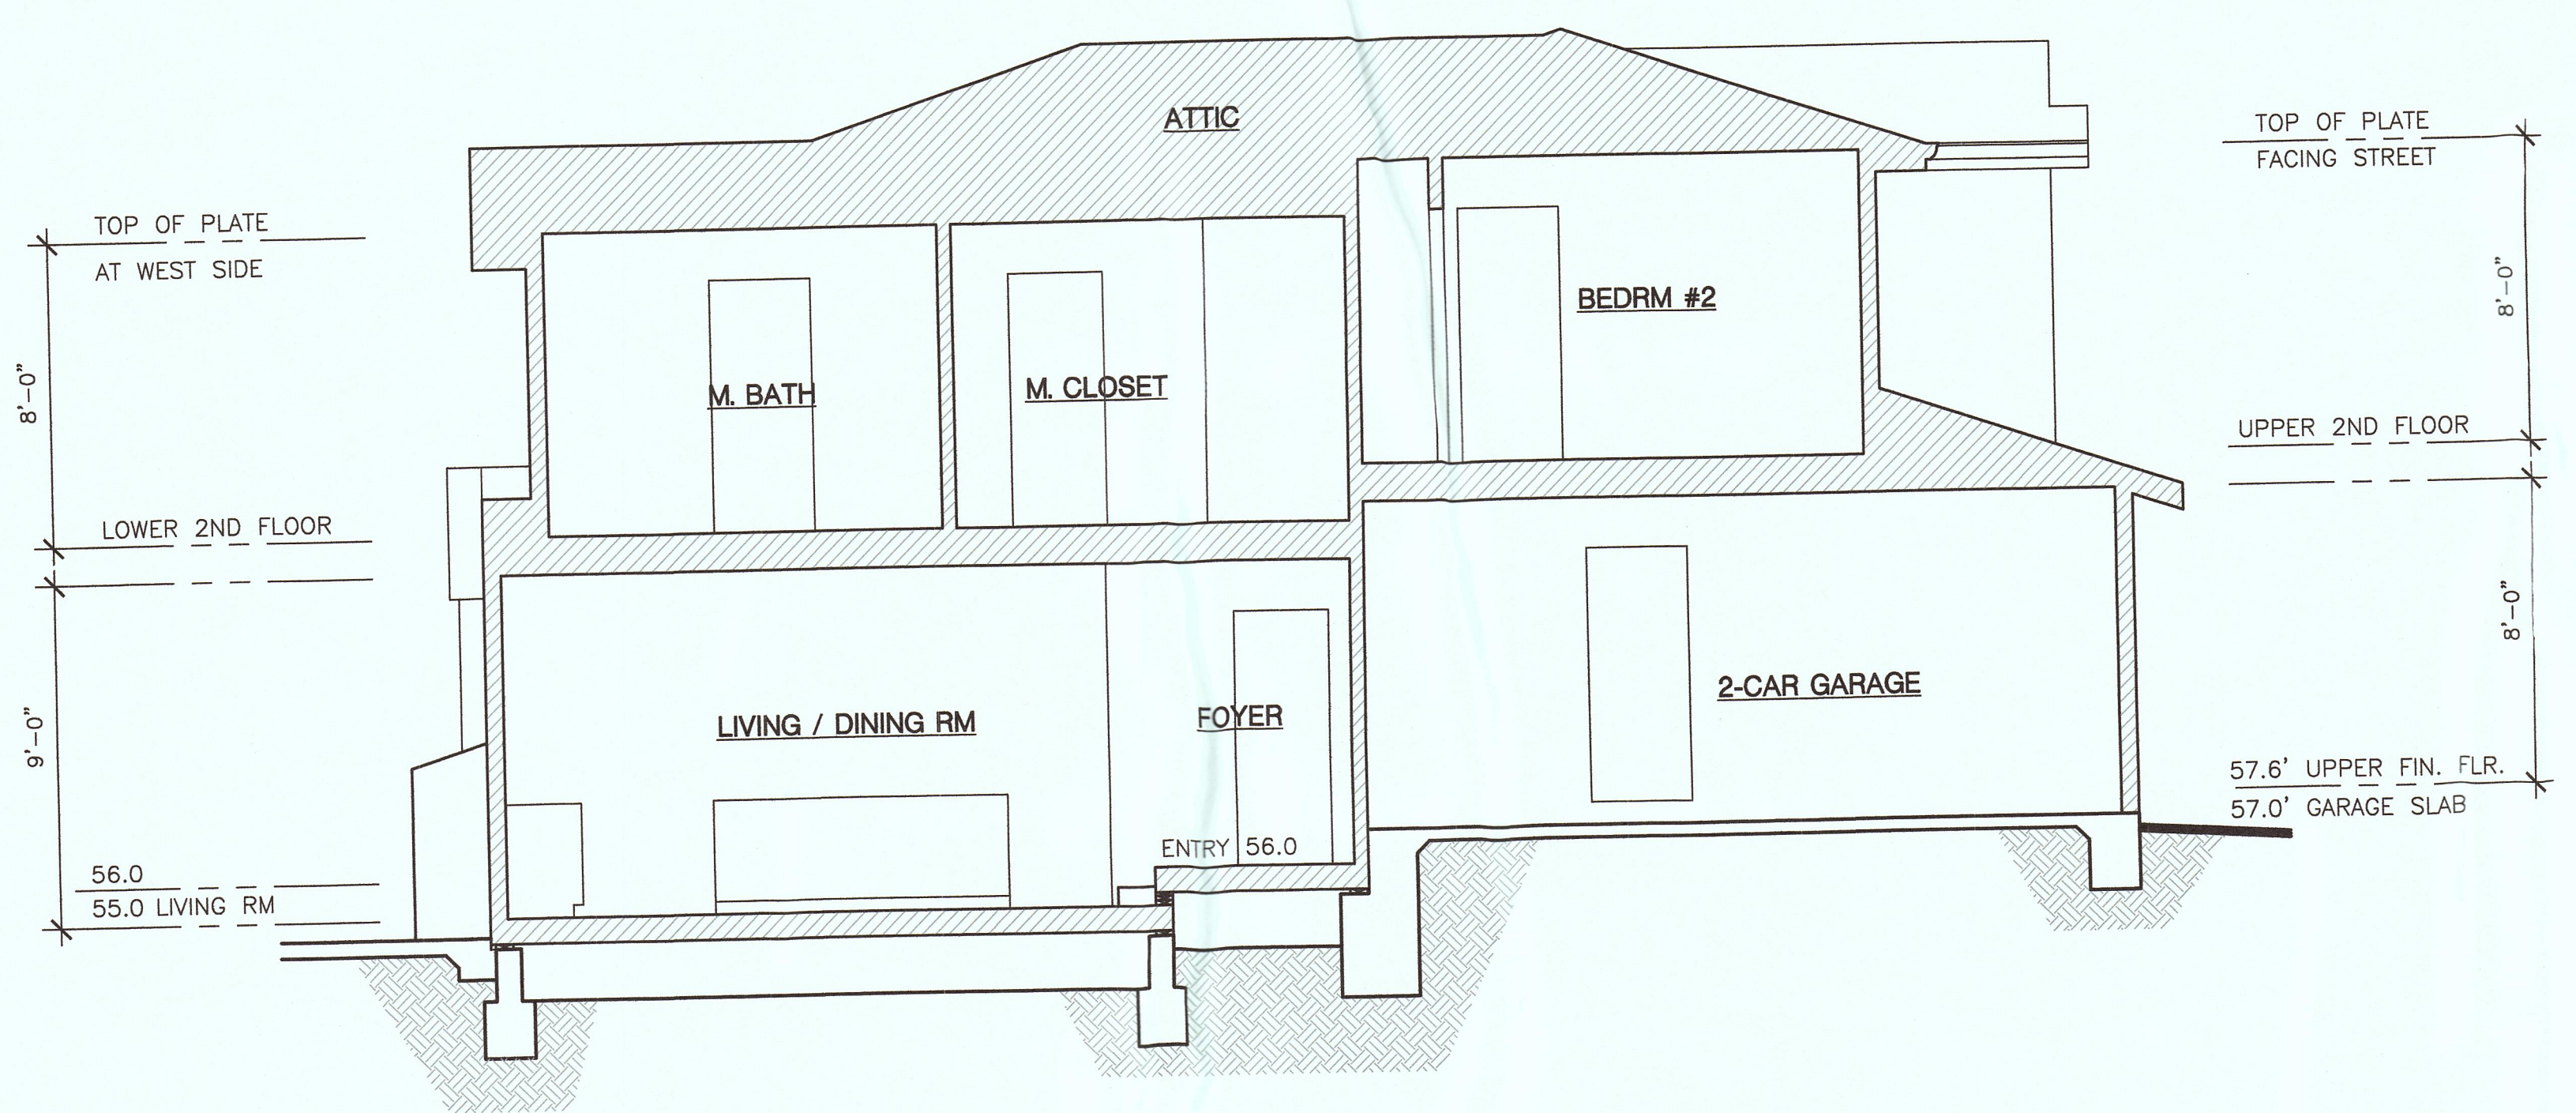 ATTIC
TOP OF PLATE
FACING STREET
TOP OF PLATE
AT WEST SIDE
8'-0"
BEDRM #2
8'-0"
M. BATH
M. CLOSET
UPPER 2ND FLOOR
LOWER 2ND FLOOR
8'-0"
2-CAR GARAGE
LIVING / DINING RM
FOYER
9'-0"
57.6' UPPER FIN. FLR.
57.0' GARAGE SLAB
ENTRY 56.0
56.0
55.0 LIVING RM